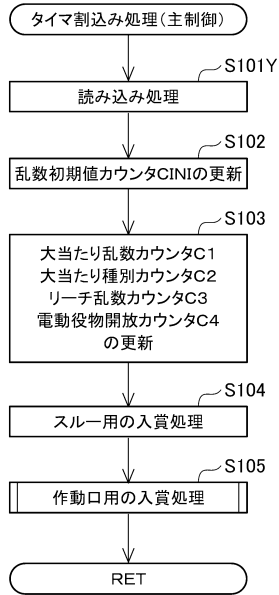 タイマ割込み処理(主制御)
S101Y
読み込み処理
S102
乱数初期値カウンタCINIの更新
S103
大当たり乱数カウンタC1
大当たり種別カウンタC2
リーチ乱数カウンタC3
電動役物開放カウンタC4
の更新
S104
スルー用の入賞処理
S105
作動口用の入賞処理
RET